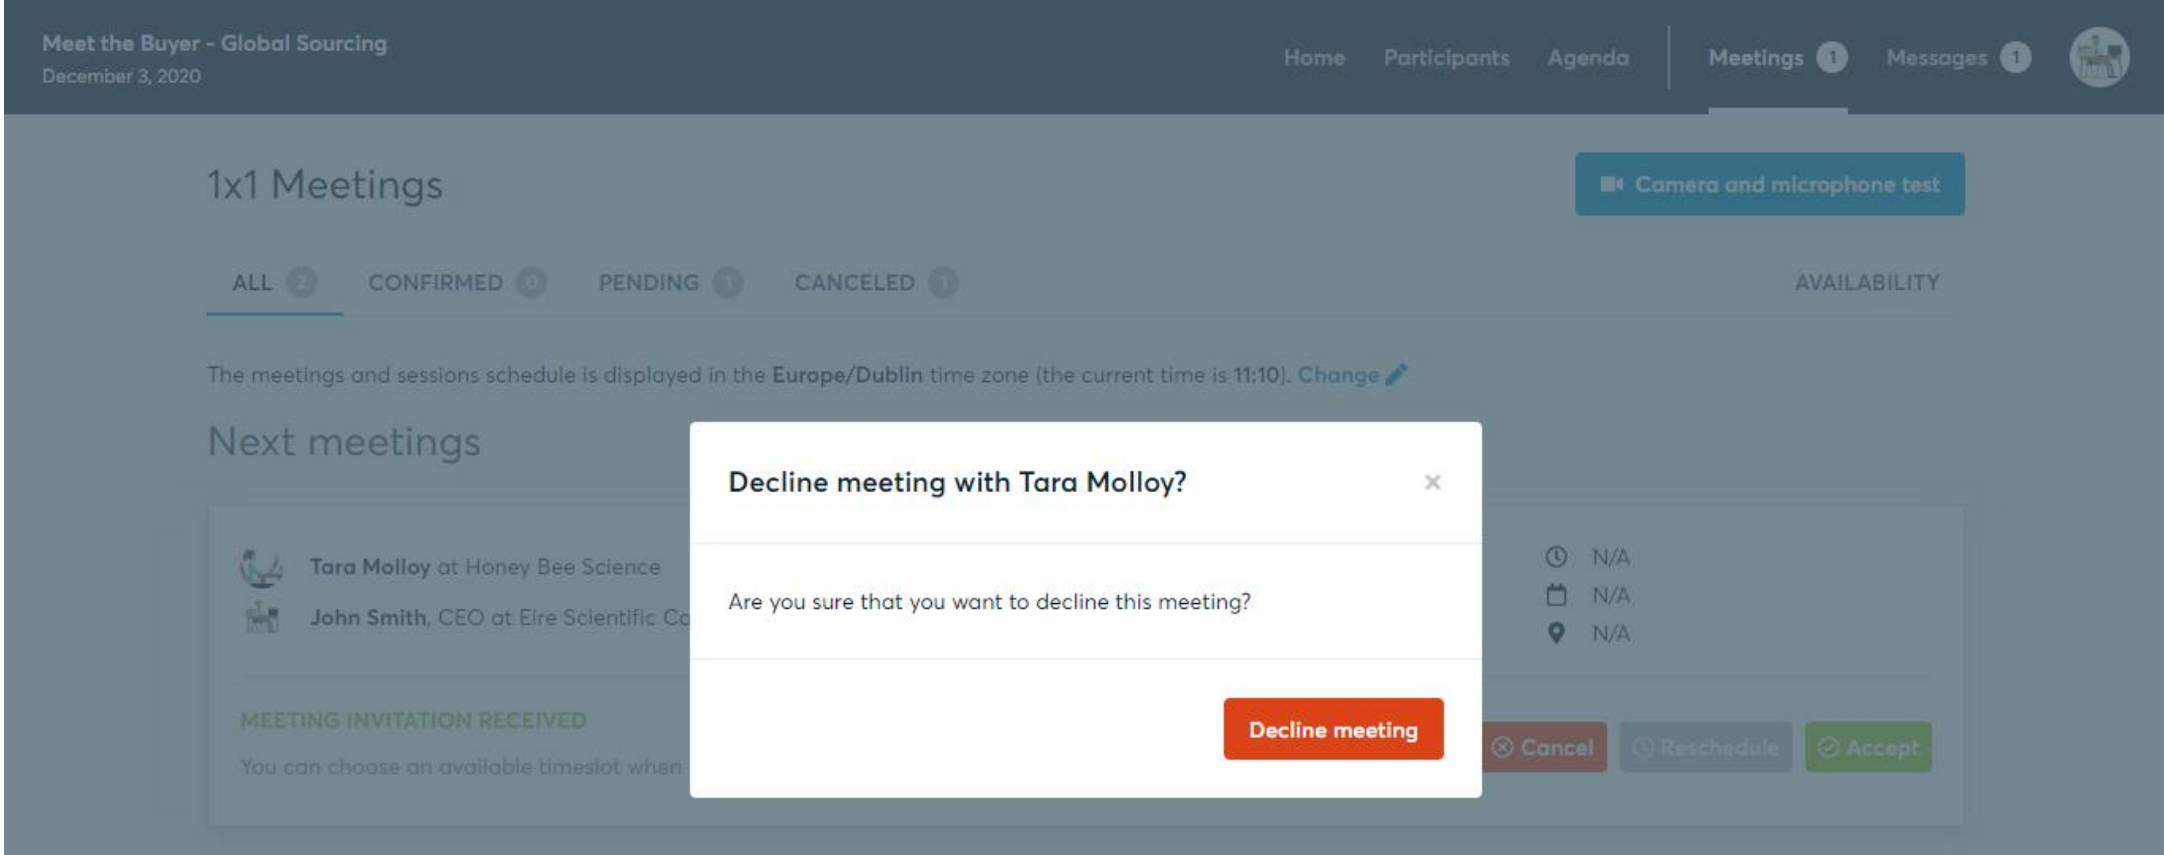 Meet the Buyer - Global Sourcing
December 3, 2020
Home Participants Agenda Meetings 1 Messages 1
1x1 Meetings
Camera and microphone test
ALL 2 CONFIRMED 0 PENDING 1 CANCELED 1 AVAILABILITY
The meetings and sessions schedule is displayed in the Europe/Dublin time zone (the current time is 11:10). Change
Next meetings
Decline meeting with Tara Molloy? ×
Tara Molloy at Honey Bee Science
N/A
Are you sure that you want to decline this meeting?
N/A
John Smith, CEO at Eire Scientific Co
N/A
MEETING INVITATION RECEIVED
Decline meeting
Cancel Reschedule Accept
You can choose an available timeslot when